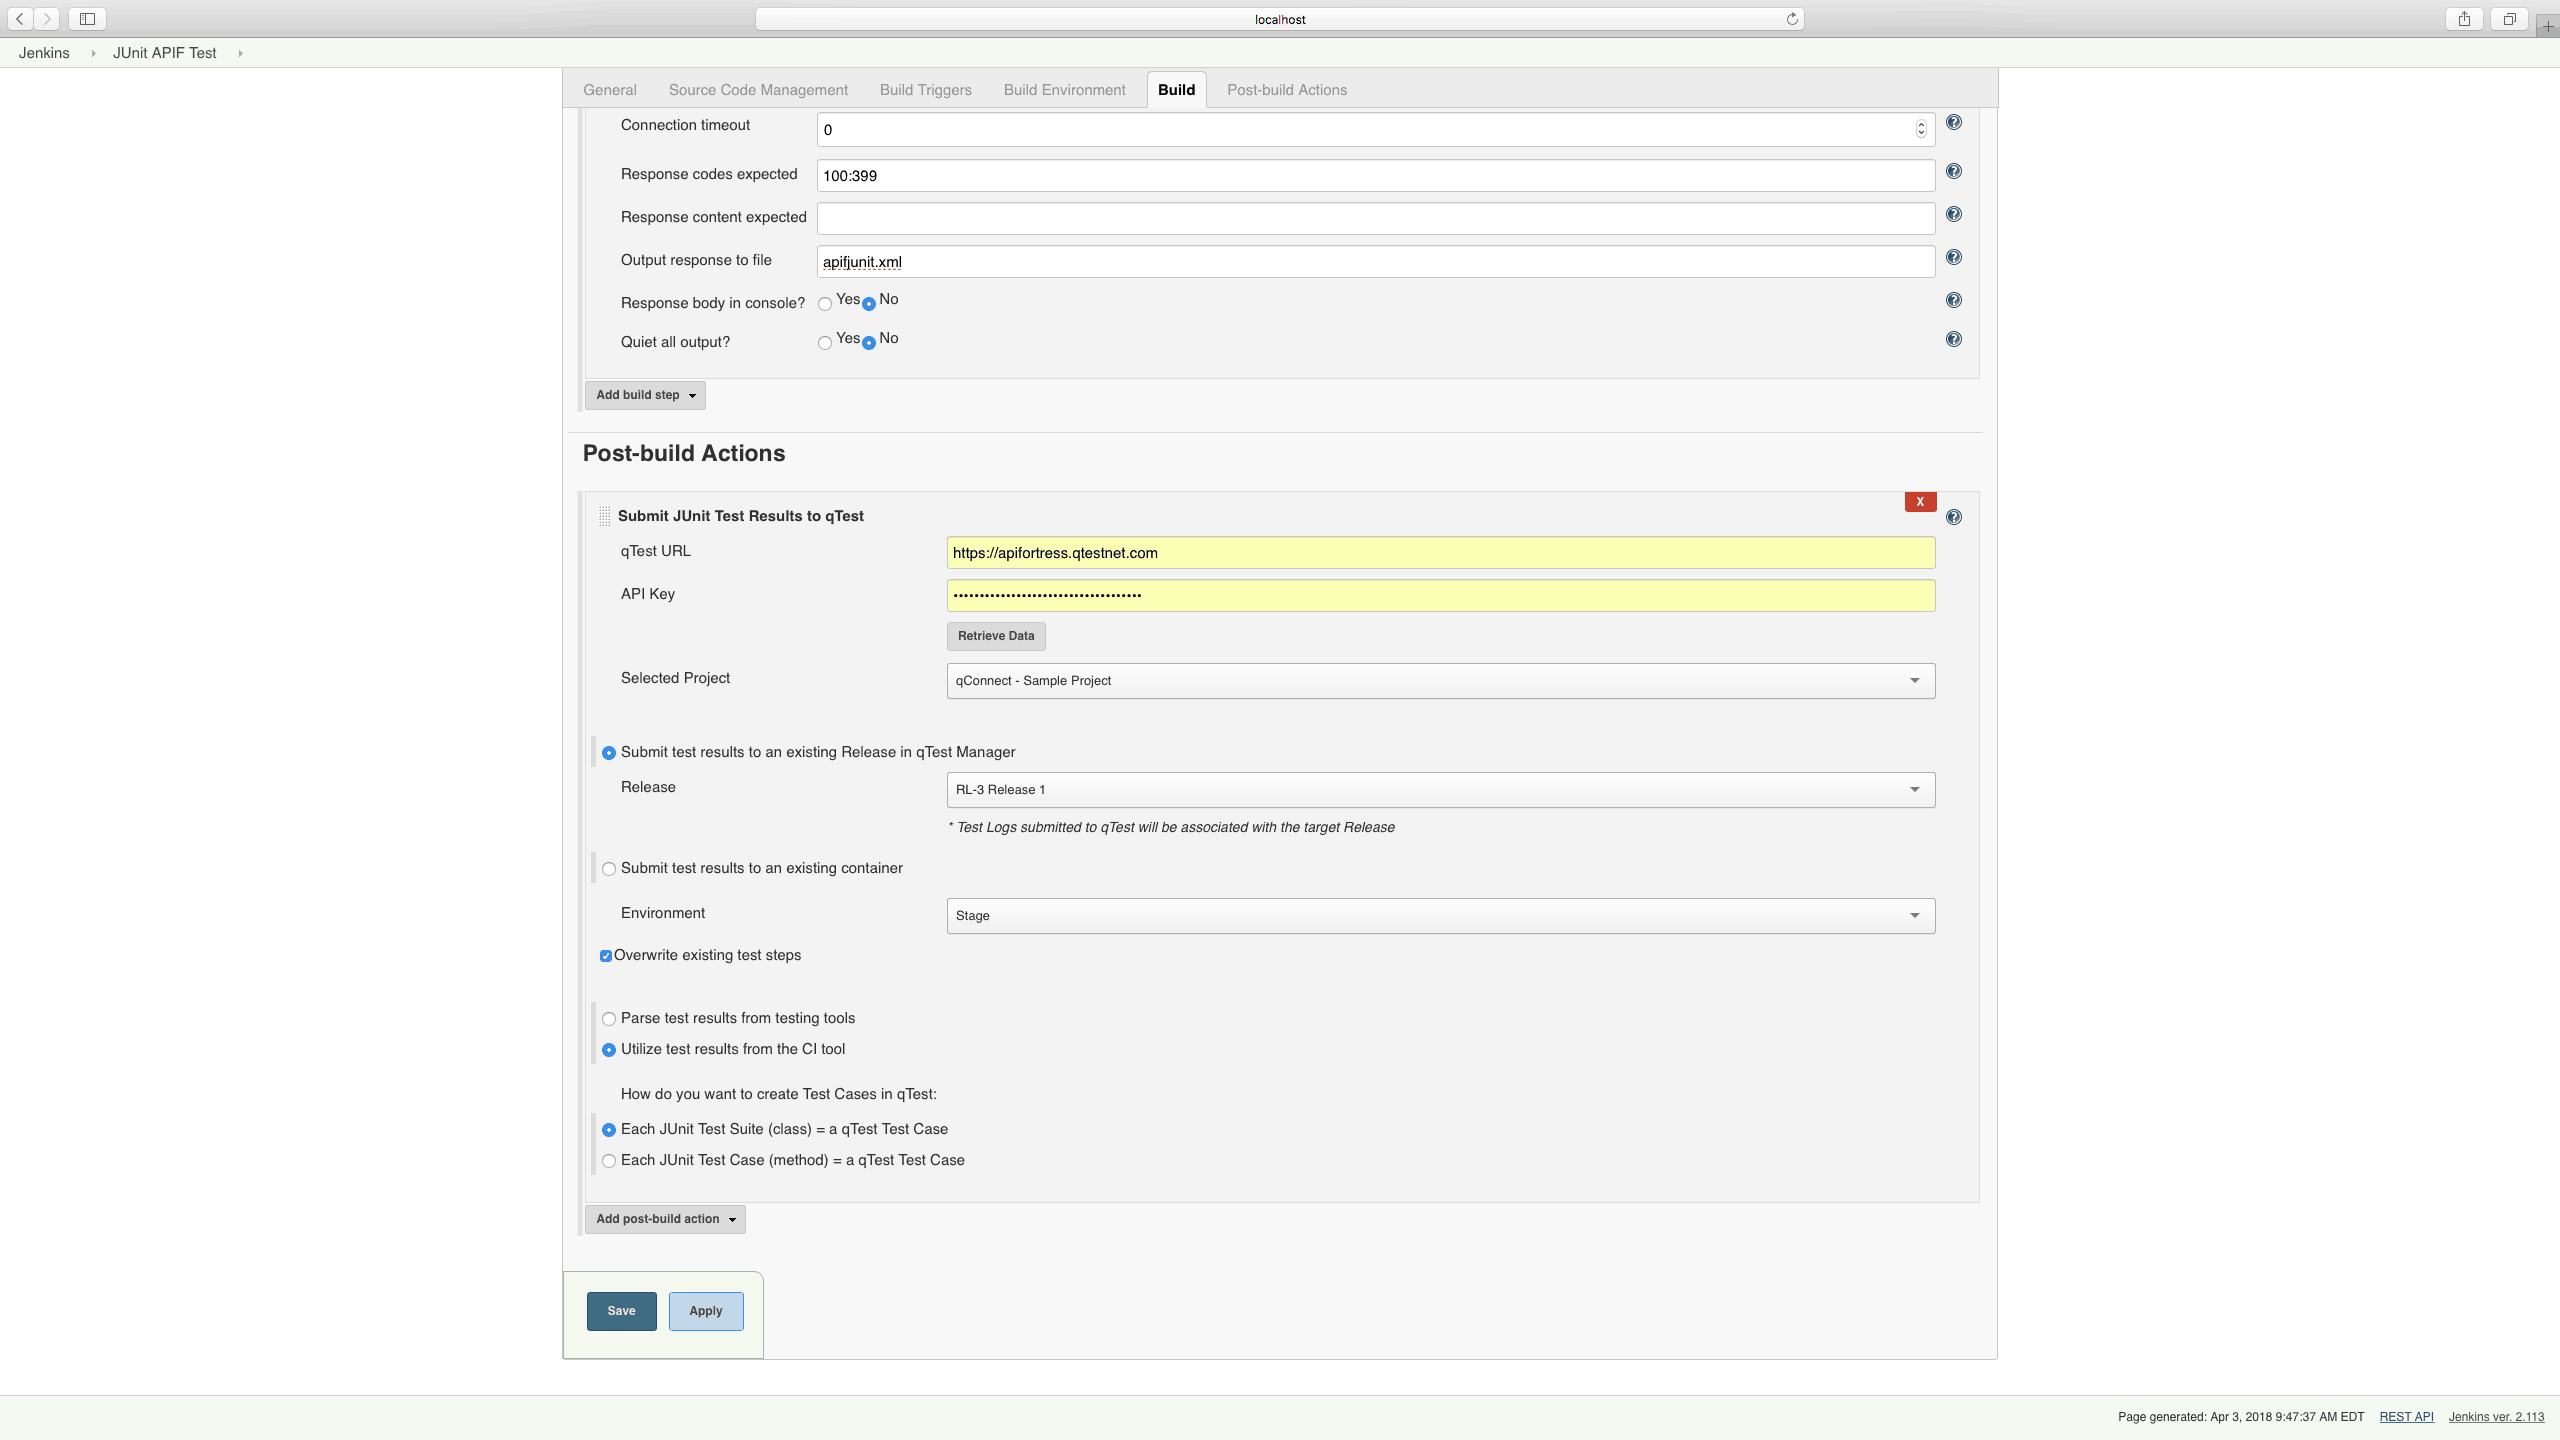 localhost
Jenkins JUnit APIF Test
General Source Code Management Build Triggers Build Environment Build Post-build Actions
Connection timeout 0
Response codes expected 100:399
Response content expected
Output response to file apifjunit.xml
Response body in console? Yes No
Quiet all output? Yes No
Add build step
Post-build Actions
X
Submit JUnit Test Results to qTest
qTest URL https://apifortress.qtestnet.com
API Key ••••••••••••••••••••••••••••••••••••
Retrieve Data
Selected Project qConnect - Sample Project
Submit test results to an existing Release in qTest Manager
Release RL-3 Release 1
* Test Logs submitted to qTest will be associated with the target Release
Submit test results to an existing container
Environment Stage
Overwrite existing test steps
Parse test results from testing tools
Utilize test results from the CI tool
How do you want to create Test Cases in qTest:
Each JUnit Test Suite (class) = a qTest Test Case
Each JUnit Test Case (method) = a qTest Test Case
Add post-build action
Save Apply
Page generated: Apr 3, 2018 9:47:37 AM EDT REST API Jenkins ver. 2.113